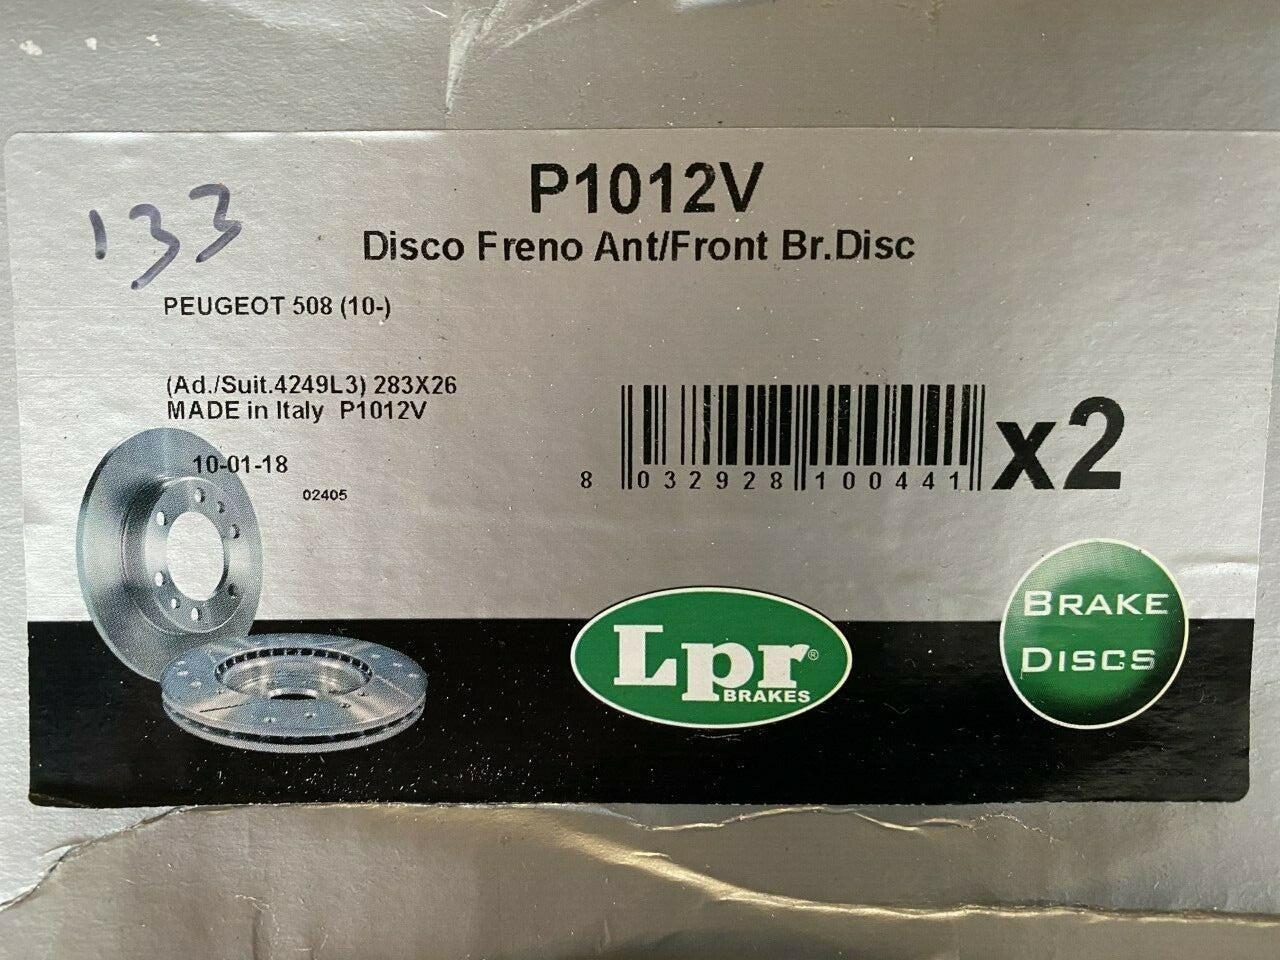 P1012V
133
Disco Freno Ant/Front Br.Disc
PEUGEOT 508 (10-)
(Ad./Suit.4249L3) 283X26
MADE in Italy P1012V
10-01-18
02405
8 032928 100441
x2
Lpr®
BRAKES
BRAKE
DISCS